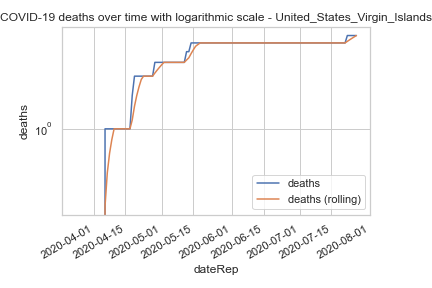 COVID-19 deaths over time with logarithmic scale - United_States_Virgin_Islands
deaths
10⁰
deaths
deaths (rolling)
2020-04-01
2020-04-15
2020-05-01
2020-05-15
2020-06-01
2020-06-15
2020-07-01
2020-07-15
2020-08-01
dateRep